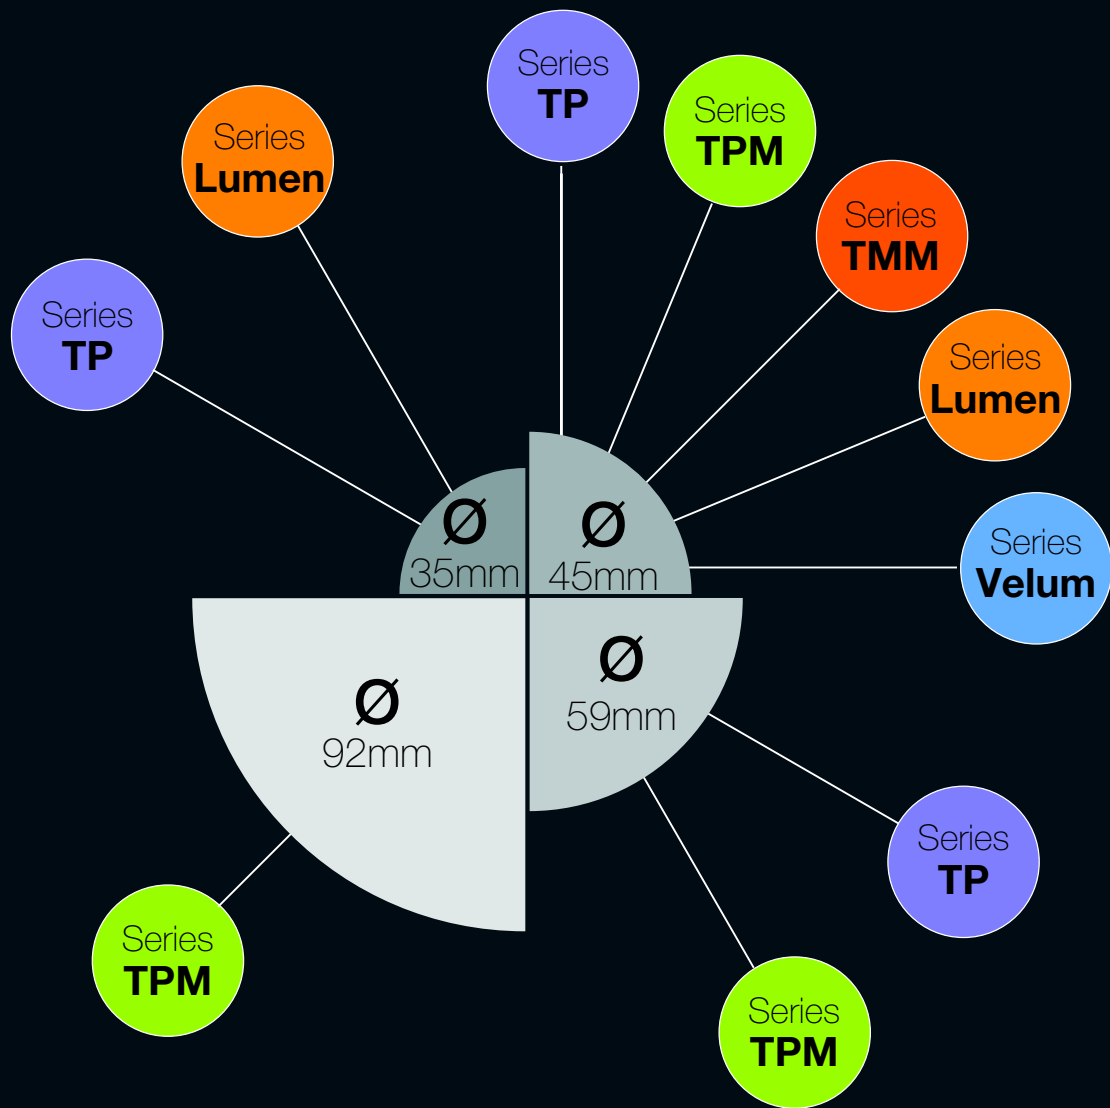 Series
TP
Series
TPM
Series
Lumen
Series
TMM
Series
TP
Series
Lumen
Ø
35mm
Ø
45mm
Series
Velum
Ø
59mm
Ø
92mm
Series
TP
Series
TPM
Series
TPM